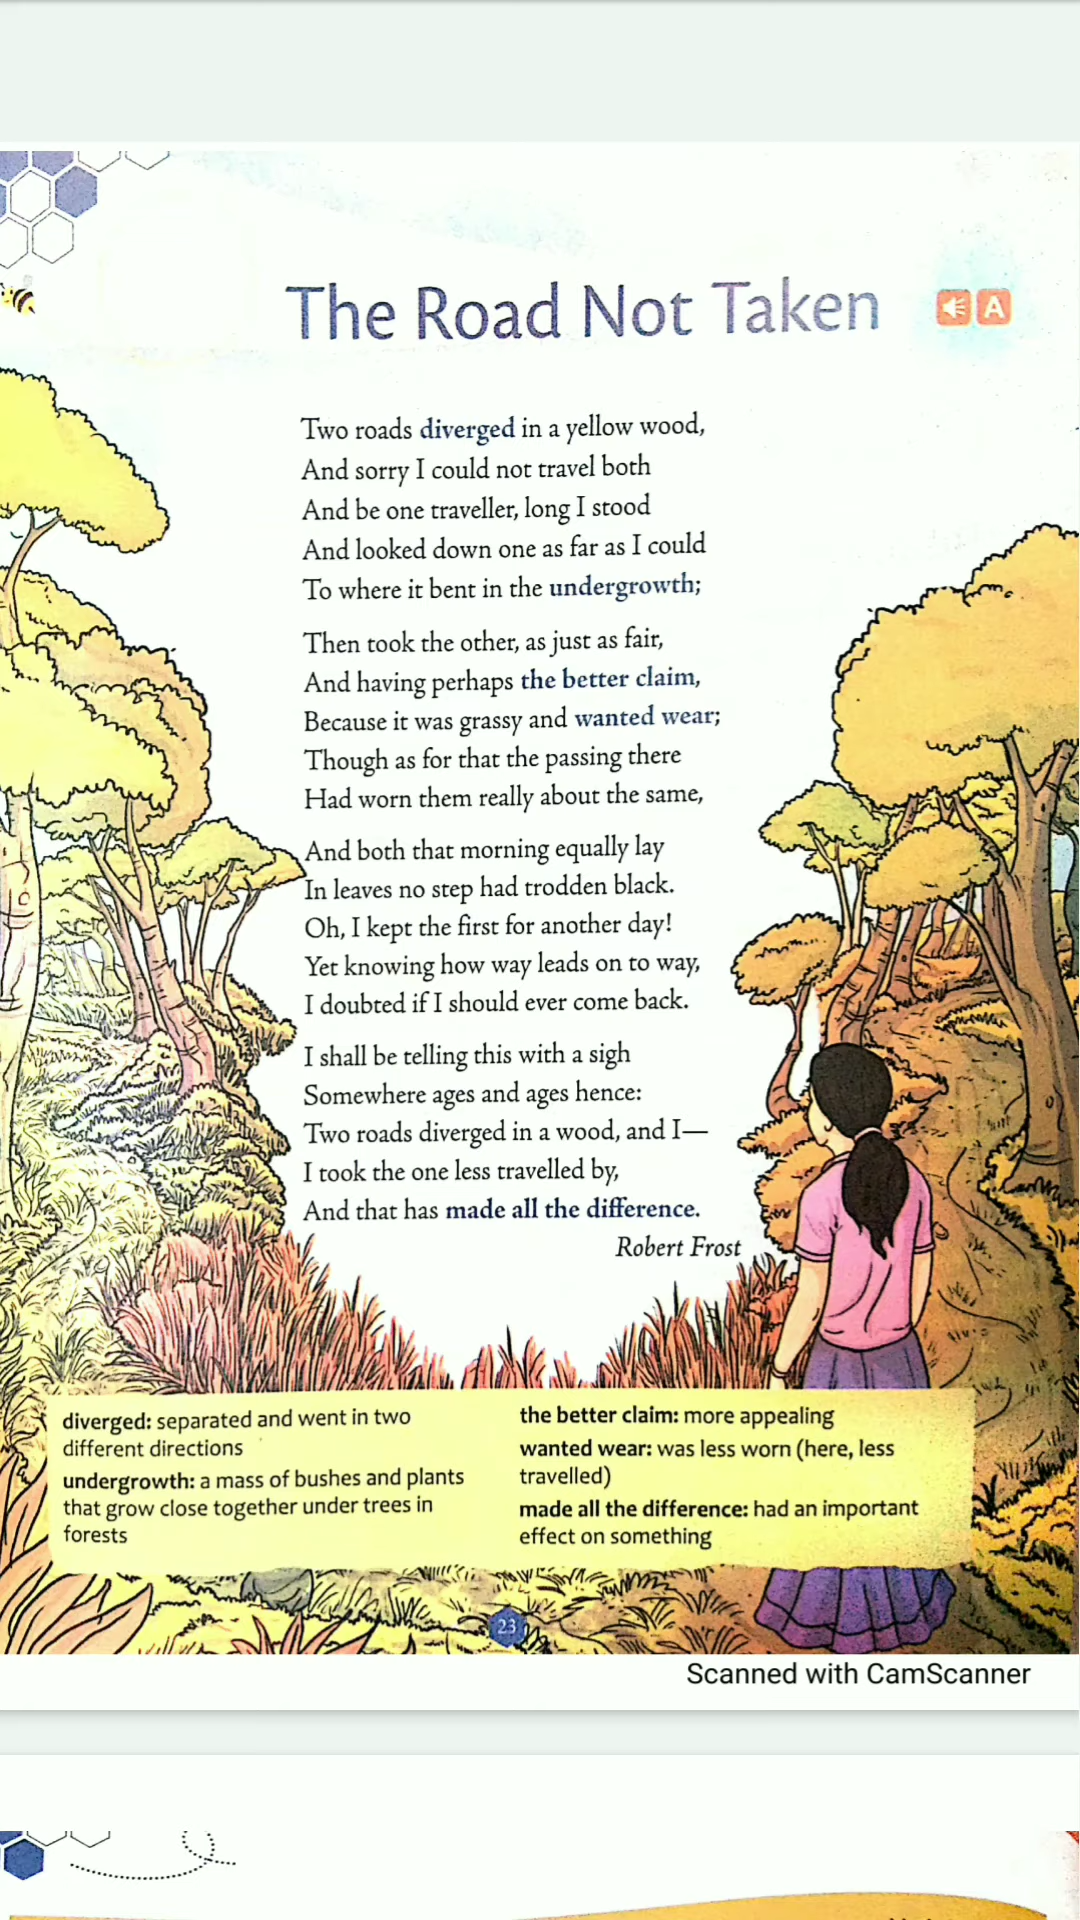 The Road Not Taken
A
Two roads diverged in a yellow wood,
And sorry I could not travel both
And be one traveller, long I stood
And looked down one as far as I could
To where it bent in the undergrowth;
Then took the other, as just as fair,
And having perhaps the better claim,
Because it was grassy and wanted wear;
Though as for that the passing there
Had worn them really about the same,
And both that morning equally lay
In leaves no step had trodden black.
Oh, I kept the first for another day!
Yet knowing how way leads on to way,
I doubted if I should ever come back.
I shall be telling this with a sigh
Somewhere ages and ages hence:
Two roads diverged in a wood, and I—
I took the one less travelled by,
And that has made all the difference.
Robert Frost
diverged: separated and went in two
different directions
undergrowth: a mass of bushes and plants
that grow close together under trees in
forests
the better claim: more appealing
wanted wear: was less worn (here, less
travelled)
made all the difference: had an important
effect on something
23
Scanned with CamScanner